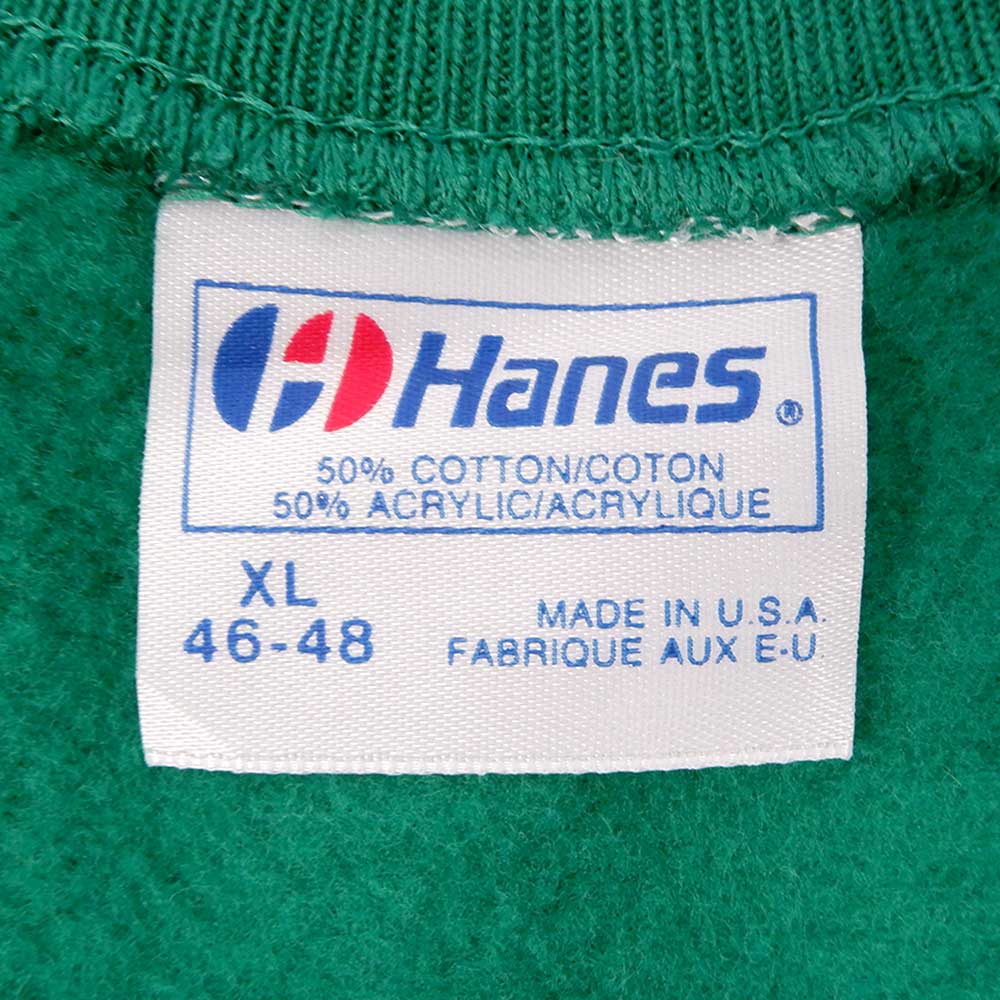 Hanes®
50% COTTON/COTON
50% ACRYLIC/ACRYLIQUE
XL
46-48
MADE IN U.S.A.
FABRIQUE AUX E-U